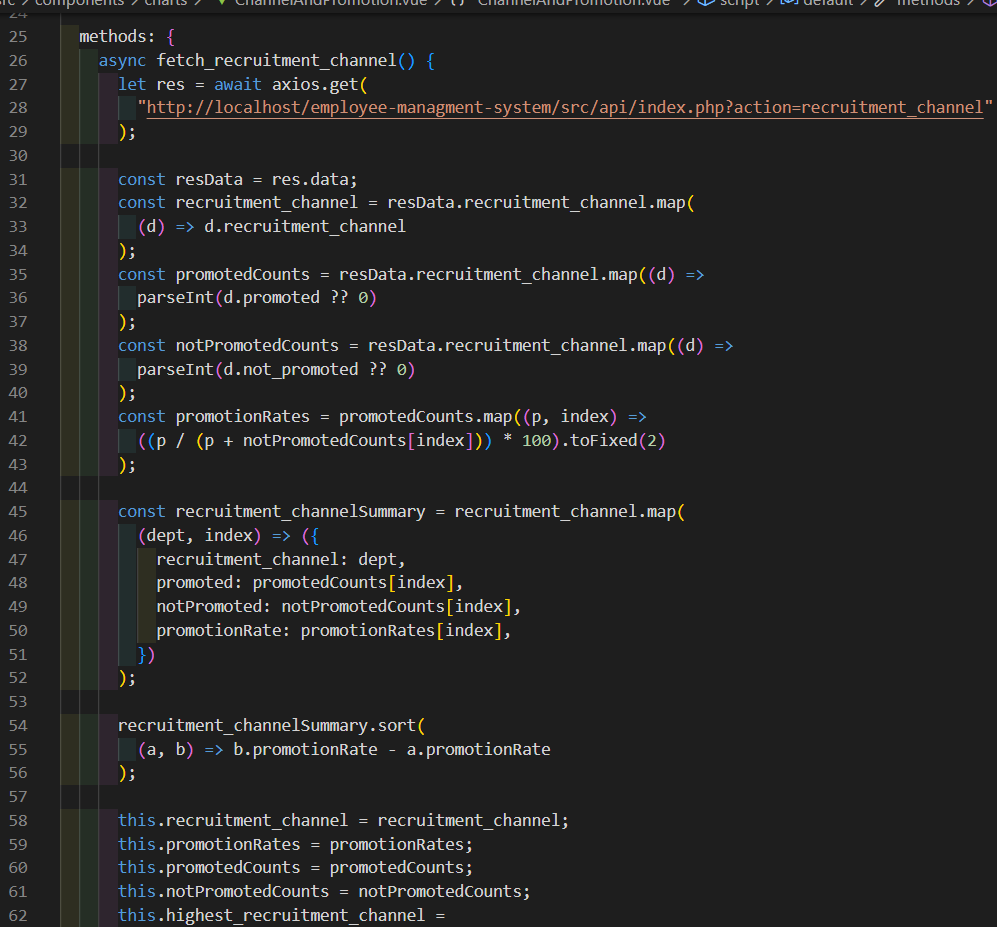 src > components > charts > ChannelAndPromotion.vue > {} "ChannelAndPromotion.vue" > script > default > methods >
24
25 methods: {
26 async fetch_recruitment_channel() {
27 let res = await axios.get(
28 "http://localhost/employee-managment-system/src/api/index.php?action=recruitment_channel"
29 );
30
31 const resData = res.data;
32 const recruitment_channel = resData.recruitment_channel.map(
33 (d) => d.recruitment_channel
34 );
35 const promotedCounts = resData.recruitment_channel.map((d) =>
36 parseInt(d.promoted ?? 0)
37 );
38 const notPromotedCounts = resData.recruitment_channel.map((d) =>
39 parseInt(d.not_promoted ?? 0)
40 );
41 const promotionRates = promotedCounts.map((p, index) =>
42 ((p / (p + notPromotedCounts[index])) * 100).toFixed(2)
43 );
44
45 const recruitment_channelSummary = recruitment_channel.map(
46 (dept, index) => ({
47 recruitment_channel: dept,
48 promoted: promotedCounts[index],
49 notPromoted: notPromotedCounts[index],
50 promotionRate: promotionRates[index],
51 })
52 );
53
54 recruitment_channelSummary.sort(
55 (a, b) => b.promotionRate - a.promotionRate
56 );
57
58 this.recruitment_channel = recruitment_channel;
59 this.promotionRates = promotionRates;
60 this.promotedCounts = promotedCounts;
61 this.notPromotedCounts = notPromotedCounts;
62 this.highest_recruitment_channel =